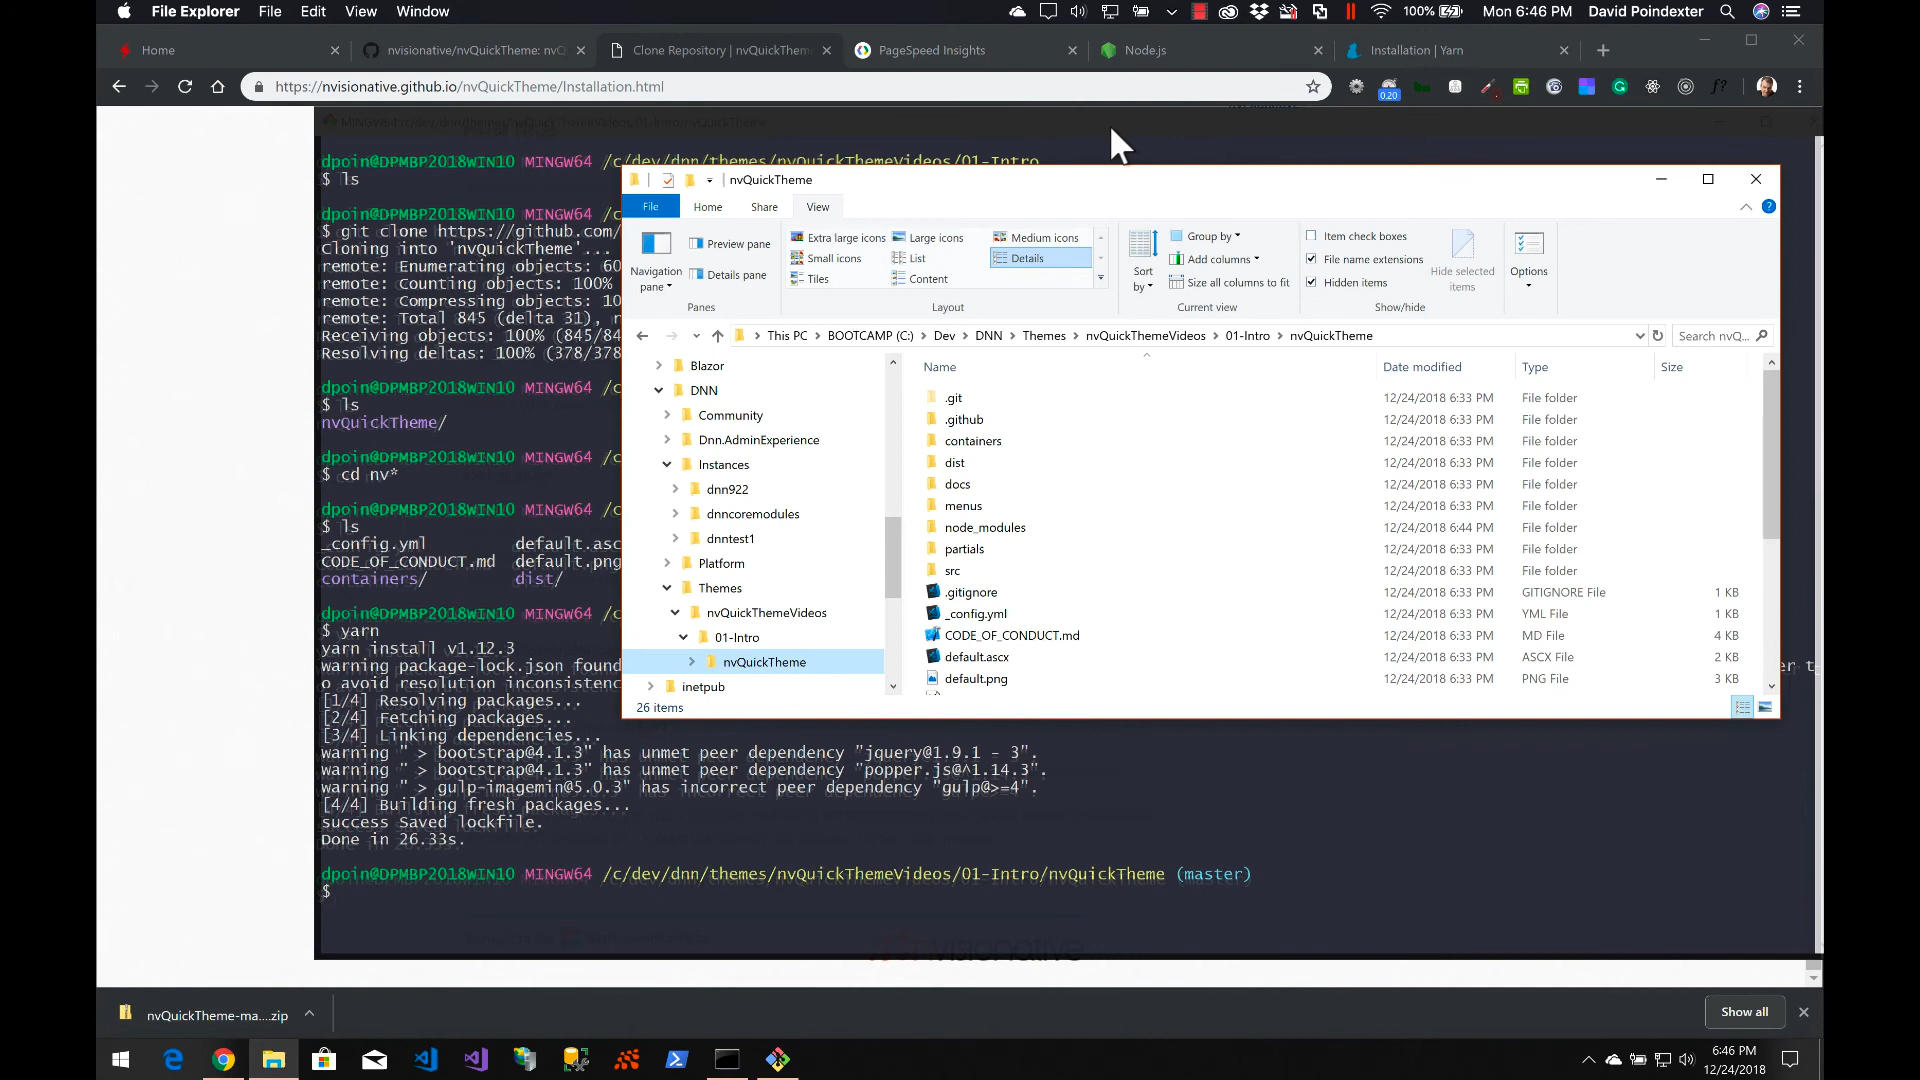 File Explorer File Edit View Window
100% Mon 6:46 PM David Poindexter
Home
nvisionative/nvQuickTheme: nvQ
Clone Repository | nvQuickTheme
PageSpeed Insights
Node.js
Installation | Yarn
https://nvisionative.github.io/nvQuickTheme/Installation.html
0.20
f?
dpoin@DPMBP2018WIN10 MINGW64 /c/dev/dnn/themes/nvQuickThemeVideos/01-Intro
$ ls
dpoin@DPMBP2018WIN10 MINGW64 /c
$ git clone https://github.com/
Cloning into 'nvQuickTheme'...
remote: Enumerating objects: 60
remote: Counting objects: 100%
remote: Compressing objects: 10
remote: Total 845 (delta 31),
Receiving objects: 100% (845/84
Resolving deltas: 100% (378/378
dpoin@DPMBP2018WIN10 MINGW64 /c
$ ls
nvQuickTheme/
dpoin@DPMBP2018WIN10 MINGW64 /c
$ cd nv*
dpoin@DPMBP2018WIN10 MINGW64 /c
$ ls
_config.yml default.asc
CODE_OF_CONDUCT.md default.png
containers/ dist/
dpoin@DPMBP2018WIN10 MINGW64 /c
$ yarn
yarn install v1.12.3
warning package-lock.json foun
o avoid resolution inconsistenc
[1/4] Resolving packages...
[2/4] Fetching packages...
[3/4] Linking dependencies...
warning " > bootstrap@4.1.3" has unmet peer dependency "jquery@1.9.1 - 3".
warning " > bootstrap@4.1.3" has unmet peer dependency "popper.js@^1.14.3".
warning " > gulp-imagemin@5.0.3" has incorrect peer dependency "gulp@>=4".
[4/4] Building fresh packages...
success Saved lockfile.
Done in 26.33s.
dpoin@DPMBP2018WIN10 MINGW64 /c/dev/dnn/themes/nvQuickThemeVideos/01-Intro/nvQuickTheme (master)
$
nvQuickTheme
File Home Share View
Navigation pane
Preview pane
Details pane
Panes
Extra large icons Large icons Medium icons
Small icons List Details
Tiles Content
Layout
Sort by
Group by
Add columns
Size all columns to fit
Current view
Item check boxes
File name extensions
Hidden items
Hide selected items
Show/hide
Options
This PC BOOTCAMP (C:) Dev DNN Themes nvQuickThemeVideos 01-Intro nvQuickTheme
Search nvQ...
Blazor
DNN
Community
Dnn.AdminExperience
Instances
dnn922
dnncoremodules
dnntest1
Platform
Themes
nvQuickThemeVideos
01-Intro
nvQuickTheme
inetpub
Name Date modified Type Size
.git 12/24/2018 6:33 PM File folder
.github 12/24/2018 6:33 PM File folder
containers 12/24/2018 6:33 PM File folder
dist 12/24/2018 6:33 PM File folder
docs 12/24/2018 6:33 PM File folder
menus 12/24/2018 6:33 PM File folder
node_modules 12/24/2018 6:44 PM File folder
partials 12/24/2018 6:33 PM File folder
src 12/24/2018 6:33 PM File folder
.gitignore 12/24/2018 6:33 PM GITIGNORE File 1 KB
_config.yml 12/24/2018 6:33 PM YML File 1 KB
CODE_OF_CONDUCT.md 12/24/2018 6:33 PM MD File 4 KB
default.ascx 12/24/2018 6:33 PM ASCX File 2 KB
default.png 12/24/2018 6:33 PM PNG File 3 KB
26 items
nvQuickTheme-ma....zip
Show all
6:46 PM
12/24/2018